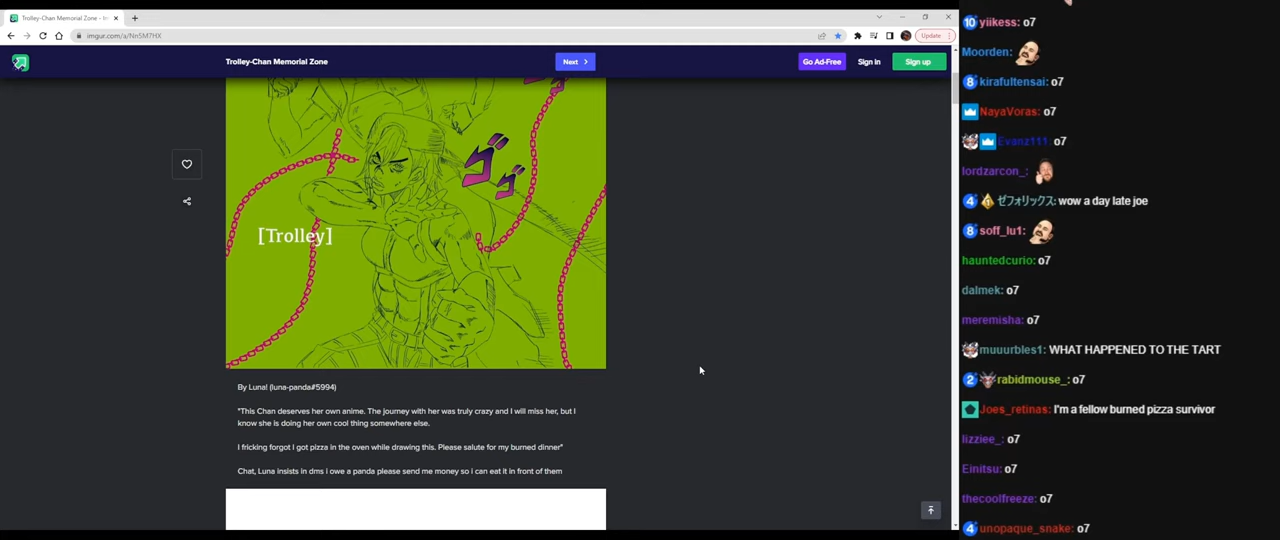 Trolley-Chan Memorial Zone - Im
imgur.com/a/Nn5M7HX
Update
Trolley-Chan Memorial Zone
Next
Go Ad-Free
Sign in
Sign up
ゴ
ゴ
[Trolley]
By Luna! (luna-panda#5994)
"This Chan deserves her own anime. The journey with her was truly crazy and I will miss her, but I
know she is doing her own cool thing somewhere else.
I fricking forgot I got pizza in the oven while drawing this. Please salute for my burned dinner"
Chat, Luna insists in dms i owe a panda please send me money so i can eat it in front of them
10 yiikess: o7
Moorden:
8 kirafultensai: o7
NayaVoras: o7
Evanz111: o7
lordzarcon_:
4 ゼフォリックス: wow a day late joe
8 soff_lu1:
hauntedcurio: o7
dalmek: o7
meremisha: o7
muuurbles1: WHAT HAPPENED TO THE TART
2 rabidmouse_: o7
Joes_retinas: I'm a fellow burned pizza survivor
lizziee_: o7
Einitsu: o7
thecoolfreeze: o7
4 unopaque_snake: o7